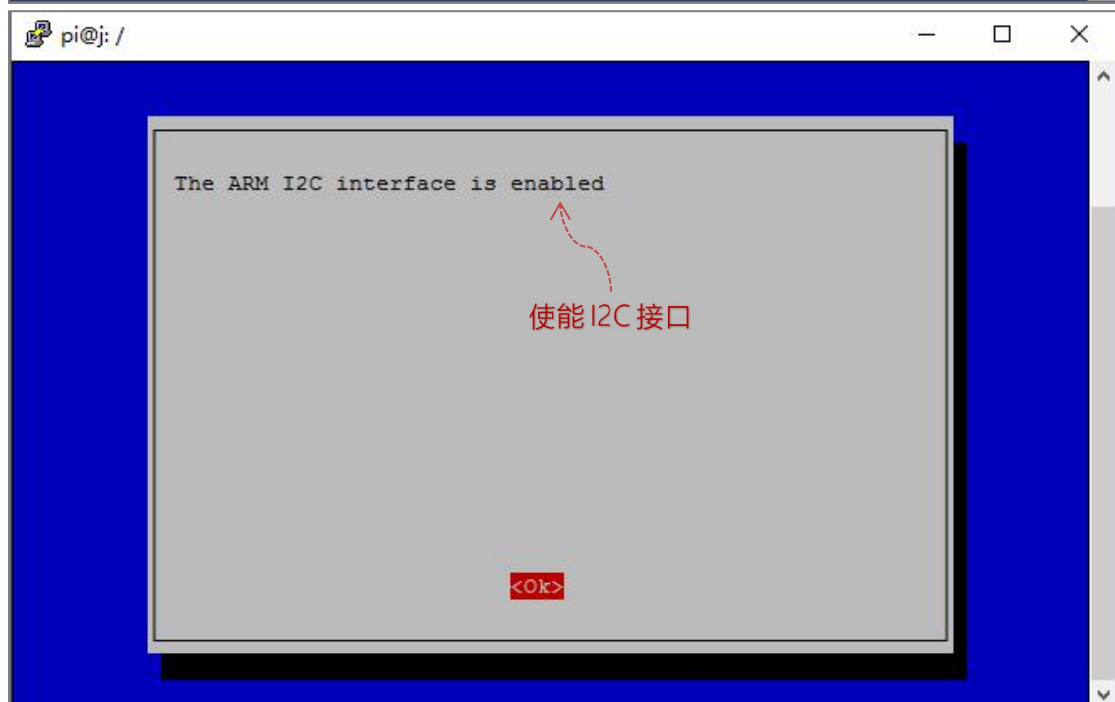 pi@j: /
The ARM I2C interface is enabled
使能 I2C 接口
<Ok>